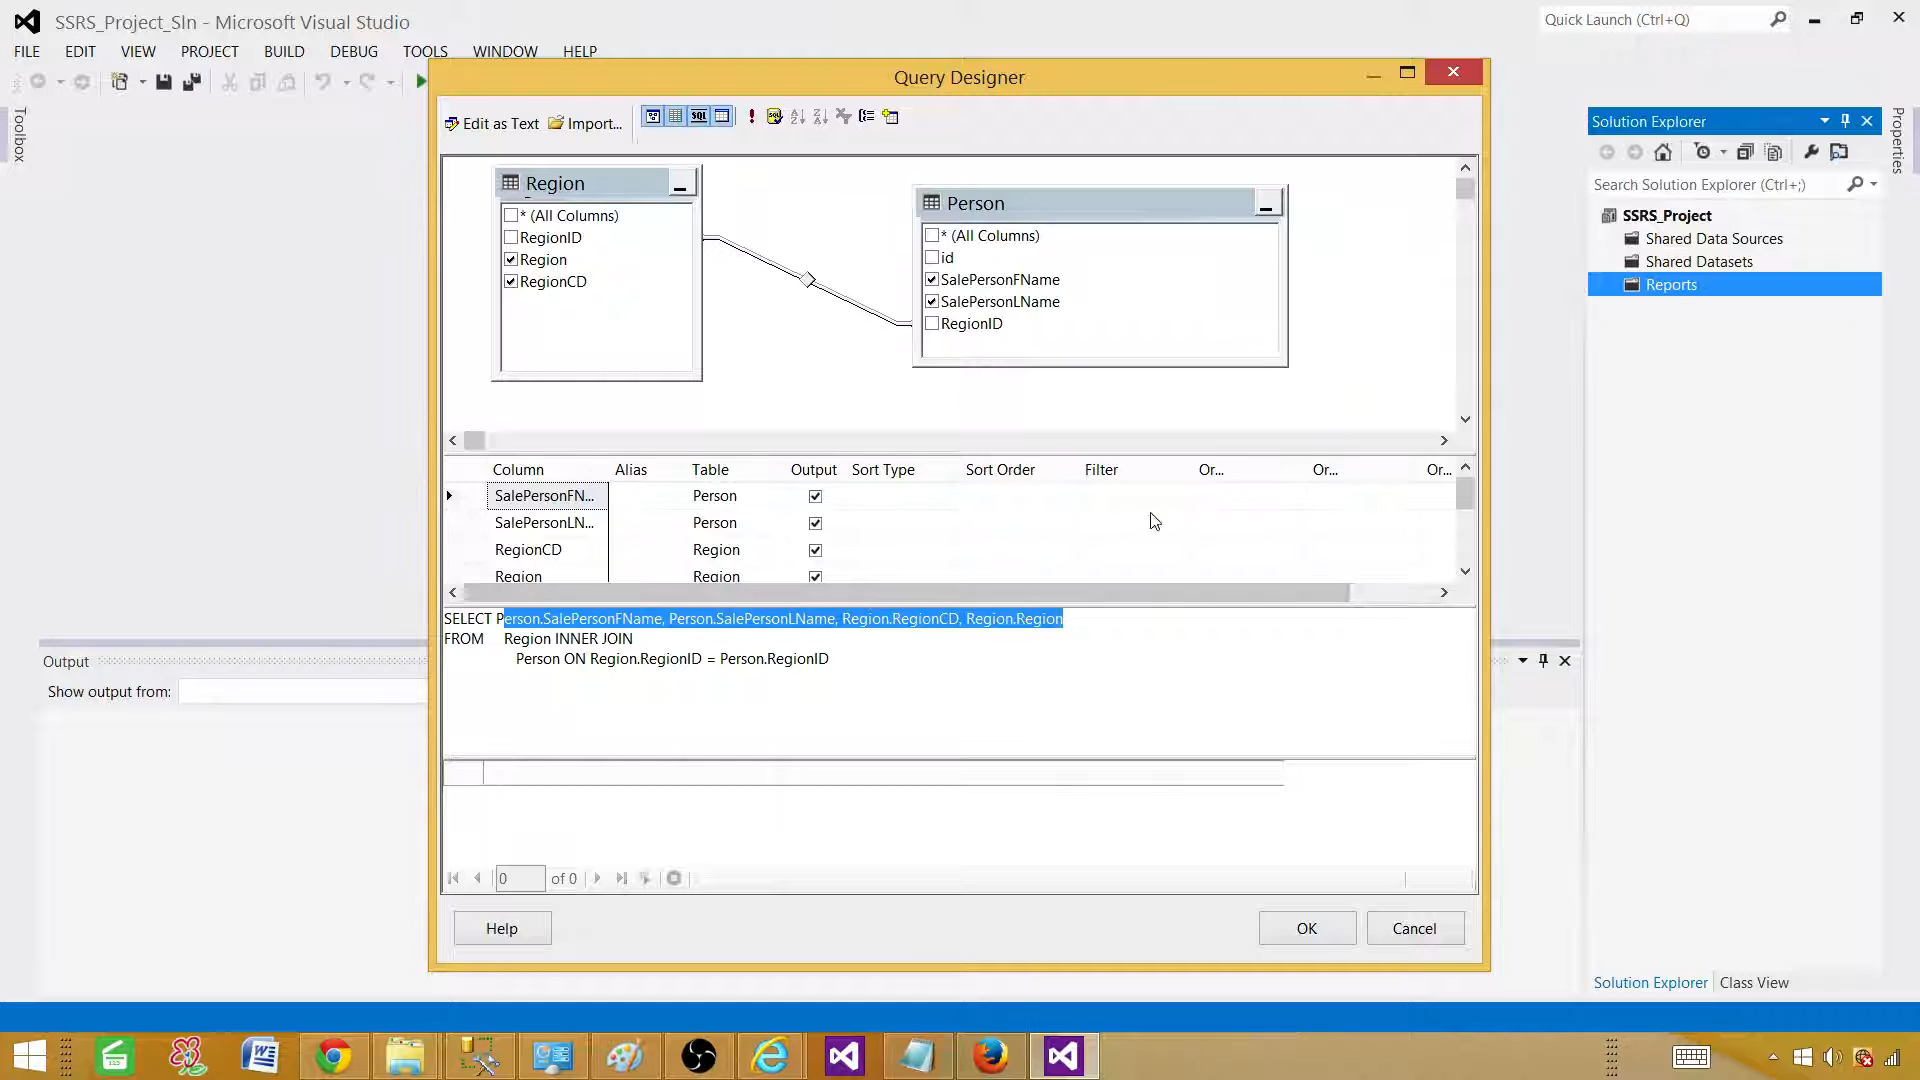 SSRS_Project_Sln - Microsoft Visual Studio
Quick Launch (Ctrl+Q)
FILE EDIT VIEW PROJECT BUILD DEBUG TOOLS WINDOW HELP
Toolbox
Query Designer
Edit as Text Import... SQL
Region
* (All Columns)
RegionID
Region
RegionCD
Person
* (All Columns)
id
SalePersonFName
SalePersonLName
RegionID
Column Alias Table Output Sort Type Sort Order Filter Or... Or... Or...
SalePersonFN... Person
SalePersonLN... Person
RegionCD Region
Region Region
SELECT Person.SalePersonFName, Person.SalePersonLName, Region.RegionCD, Region.Region
FROM Region INNER JOIN
Person ON Region.RegionID = Person.RegionID
0 of 0
Help OK Cancel
Output
Show output from:
Solution Explorer
Search Solution Explorer (Ctrl+;)
SSRS_Project
Shared Data Sources
Shared Datasets
Reports
Solution Explorer Class View
Properties